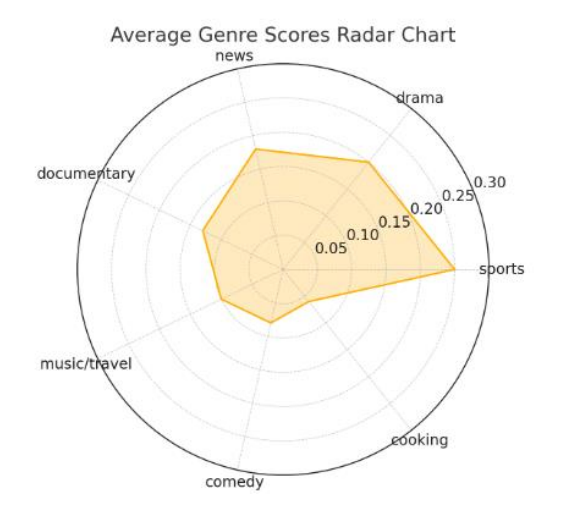 Average Genre Scores Radar Chart
news
drama
documentary
0.30
0.25
0.20
0.15
0.10
0.05
sports
music/travel
cooking
comedy